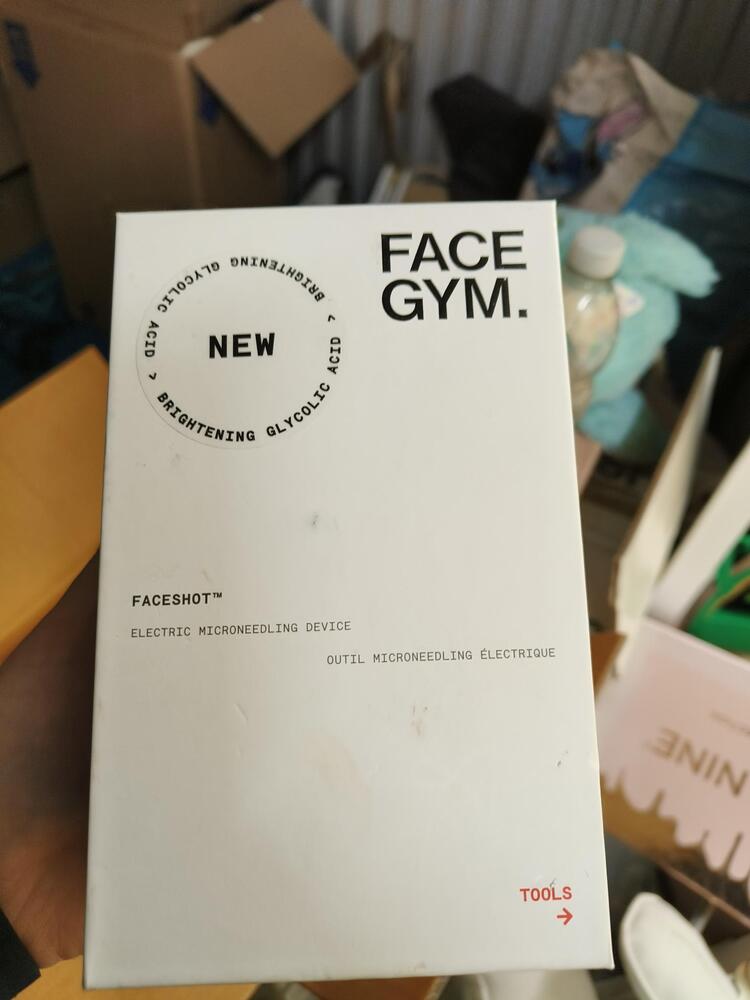 FACE
GYM.
BRIGHTENING GLYCOLIC ACID > BRIGHTENING GLYCOLIC ACID >
NEW
FACESHOT™
ELECTRIC MICRONEEDLING DEVICE
OUTIL MICRONEEDLING ÉLECTRIQUE
TOOLS
→
NINE